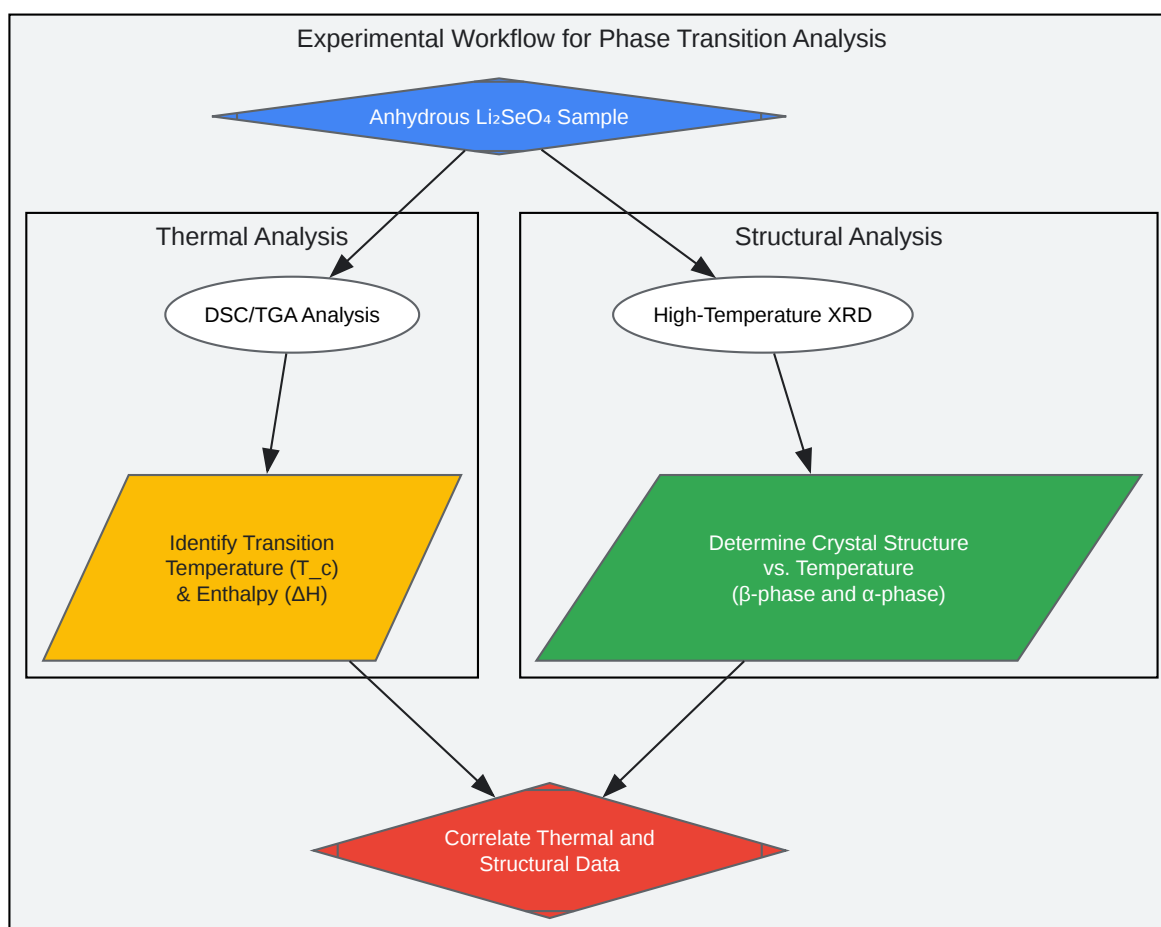 Experimental Workflow for Phase Transition Analysis
Anhydrous Li₂SeO₄ Sample
Thermal Analysis
Structural Analysis
DSC/TGA Analysis
High-Temperature XRD
Identify Transition
Temperature (T_c)
& Enthalpy (ΔH)
Determine Crystal Structure
vs. Temperature
(β-phase and α-phase)
Correlate Thermal and
Structural Data